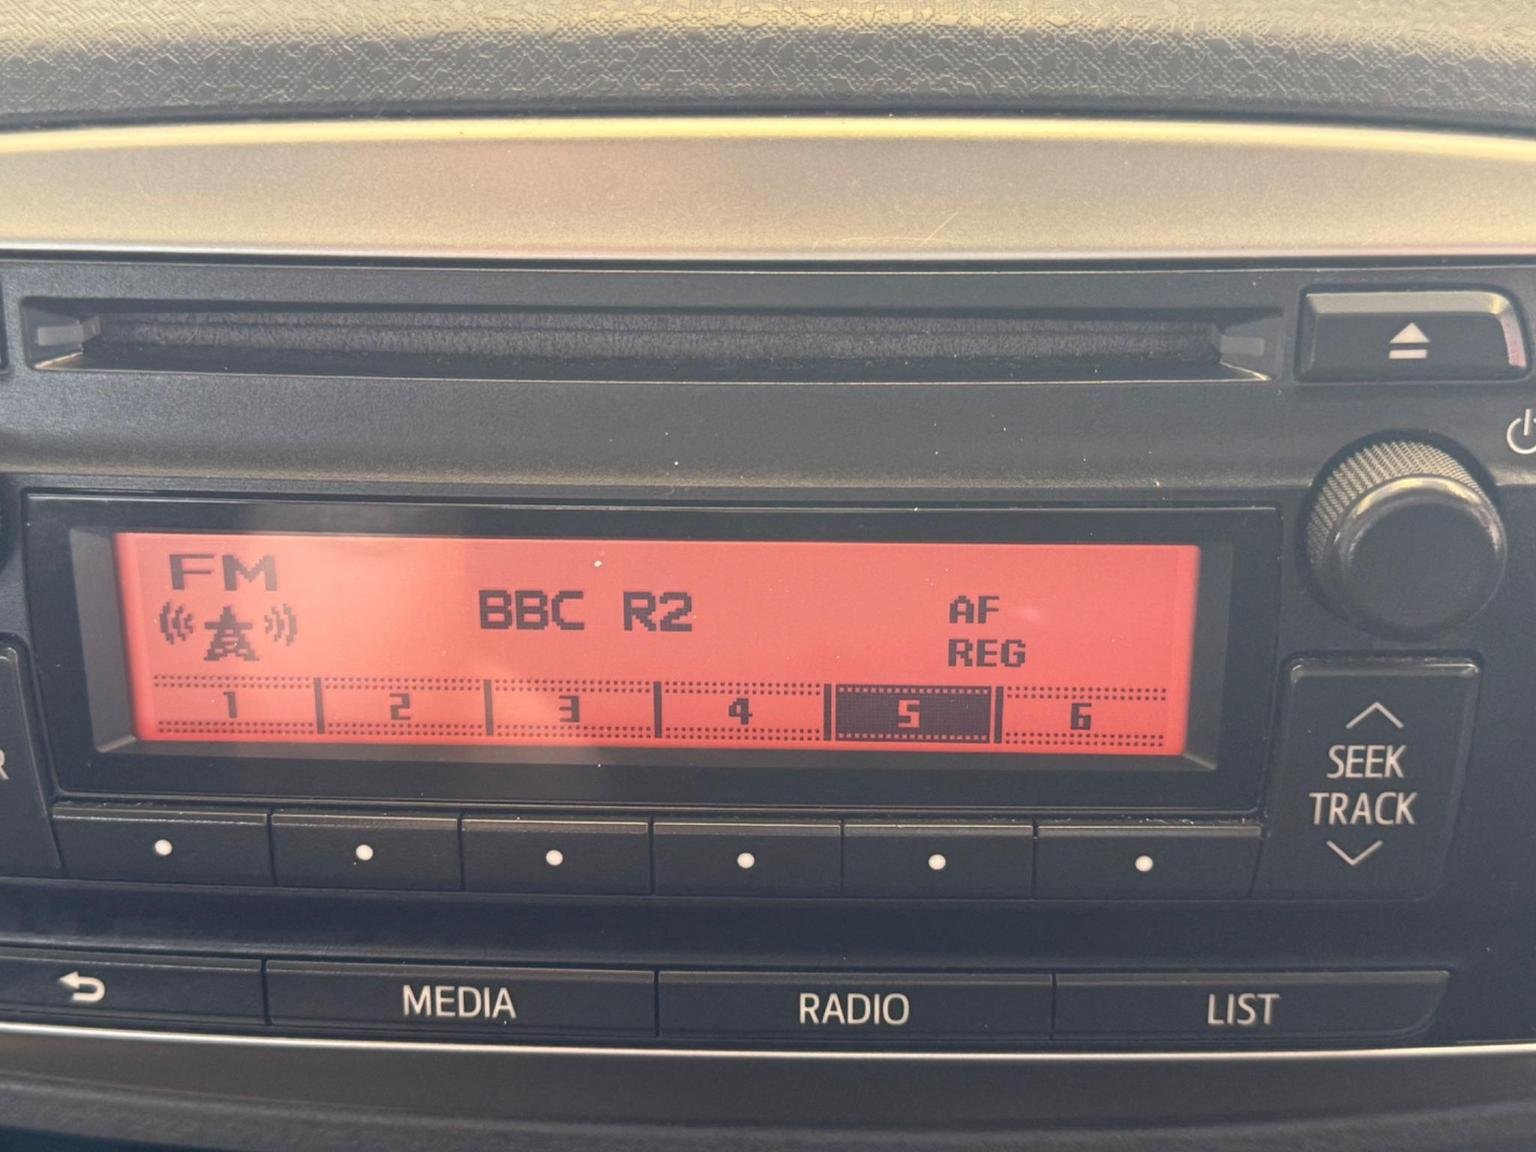 FM
BBC R2
AF
REG
1 2 3 4 5 6
SEEK
TRACK
MEDIA
RADIO
LIST